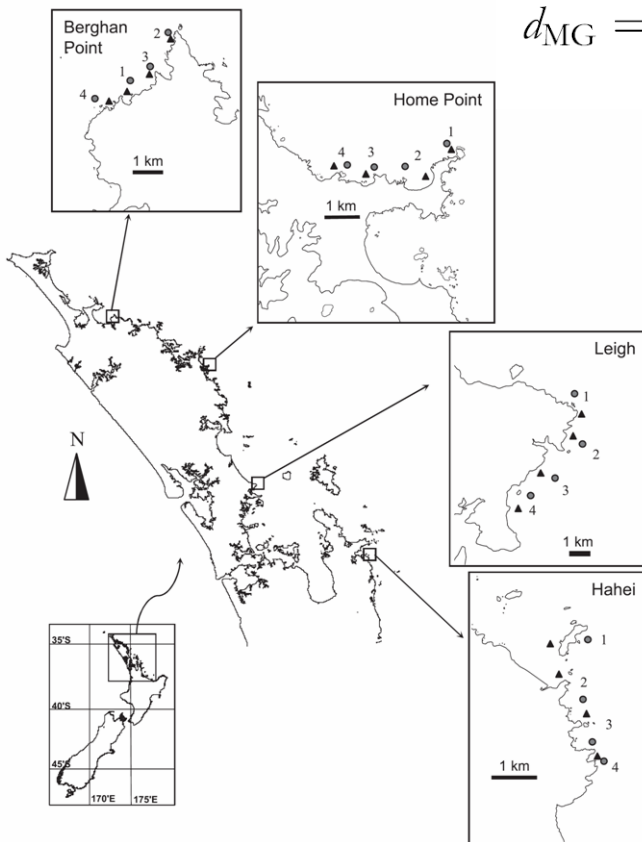 d_MG =
Berghan
Point
2
3
1
4
1 km
Home Point
1
4 3 2
1 km
Leigh
1
2
3
4
1 km
N
Hahei
1
2
3
4
1 km
35'S
40'S
45'S
170'E 175'E